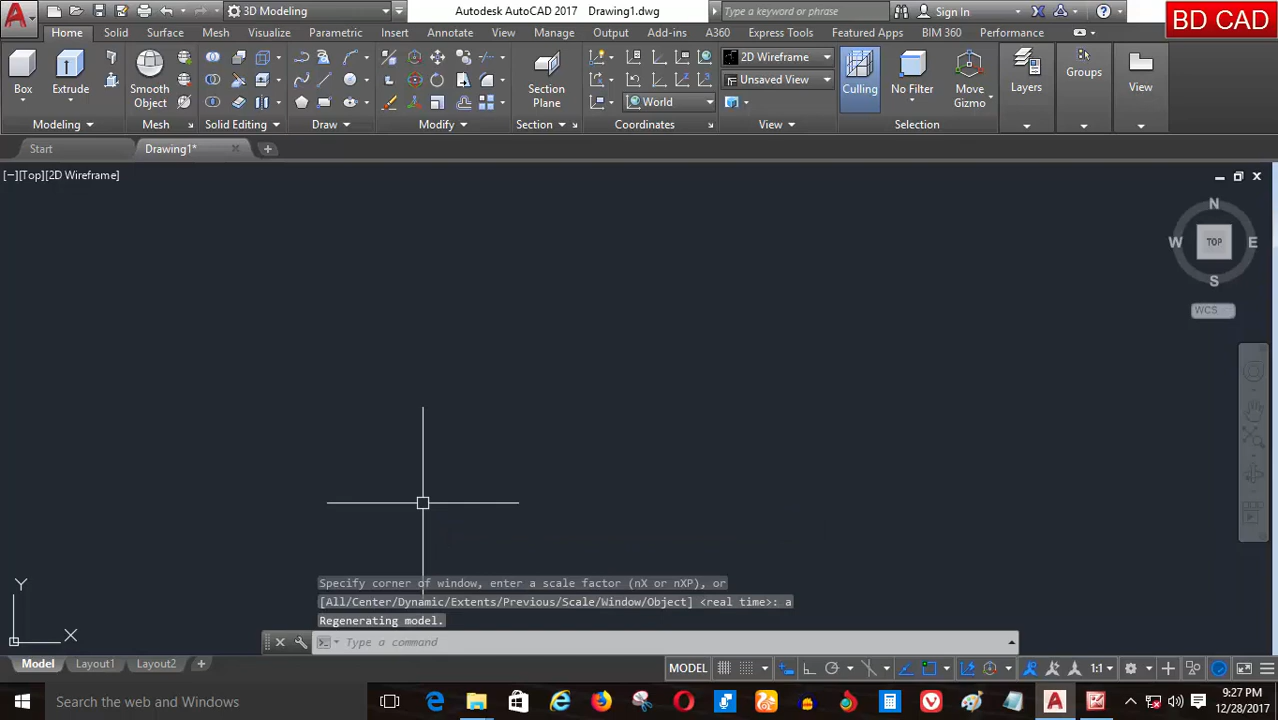 3D Modeling
Autodesk AutoCAD 2017 Drawing1.dwg
Type a keyword or phrase
Sign In
BD CAD
Home Solid Surface Mesh Visualize Parametric Insert Annotate View Manage Output Add-ins A360 Express Tools Featured Apps BIM 360 Performance
2D Wireframe
Unsaved View
World
Box
Extrude
Smooth Object
Section Plane
Culling
No Filter
Move Gizmo
Layers
Groups
View
Modeling Mesh Solid Editing Draw Modify Section Coordinates View Selection
Start Drawing1*
[−][Top][2D Wireframe]
N
W TOP E
S
WCS
Specify corner of window, enter a scale factor (nX or nXP), or
[All/Center/Dynamic/Extents/Previous/Scale/Window/Object] <real time>: a
Regenerating model.
Y
X
Type a command
Model Layout1 Layout2
MODEL
1:1
Search the web and Windows
9:27 PM
12/28/2017